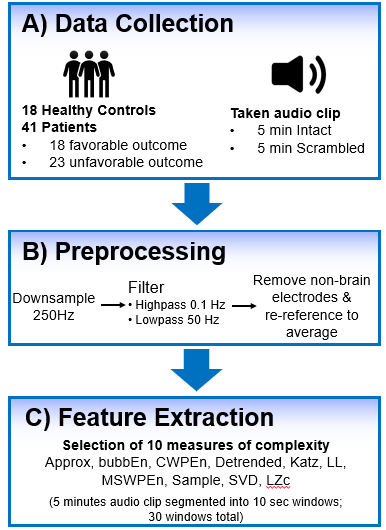 A) Data Collection
18 Healthy Controls
41 Patients
• 18 favorable outcome
• 23 unfavorable outcome
Taken audio clip
• 5 min Intact
• 5 min Scrambled
B) Preprocessing
Downsample
250Hz
Filter
• Highpass 0.1 Hz
• Lowpass 50 Hz
Remove non-brain
electrodes &
re-reference to
average
C) Feature Extraction
Selection of 10 measures of complexity
Approx, bubbEn, CWPEn, Detrended, Katz, LL,
MSWPEn, Sample, SVD, LZc
(5 minutes audio clip segmented into 10 sec windows;
30 windows total)